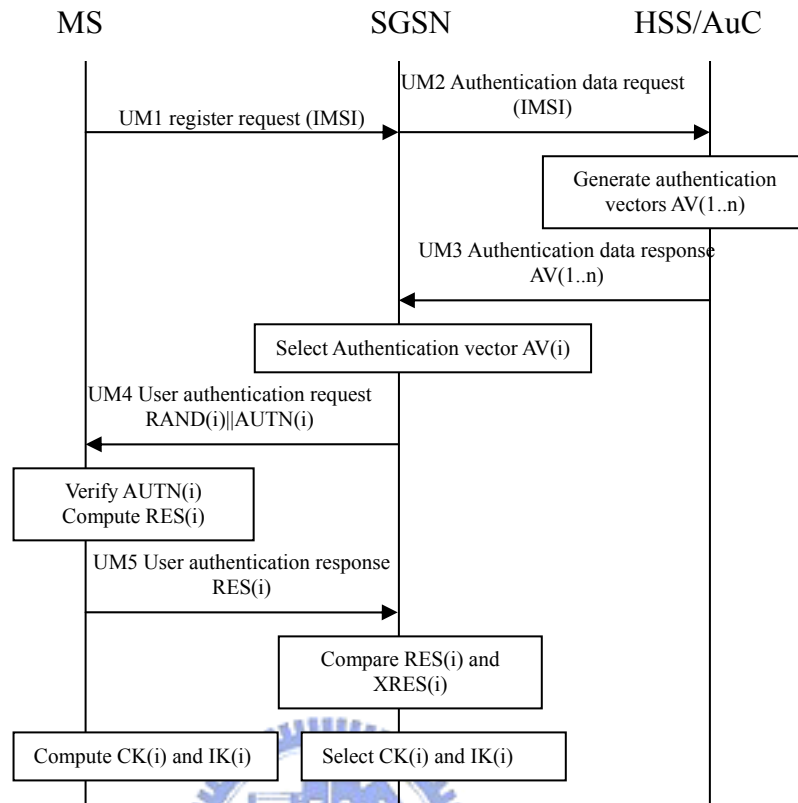 MS
SGSN
HSS/AuC
UM1 register request (IMSI)
UM2 Authentication data request
(IMSI)
Generate authentication
vectors AV(1..n)
UM3 Authentication data response
AV(1..n)
Select Authentication vector AV(i)
UM4 User authentication request
RAND(i)||AUTN(i)
Verify AUTN(i)
Compute RES(i)
UM5 User authentication response
RES(i)
Compare RES(i) and
XRES(i)
Compute CK(i) and IK(i)
Select CK(i) and IK(i)